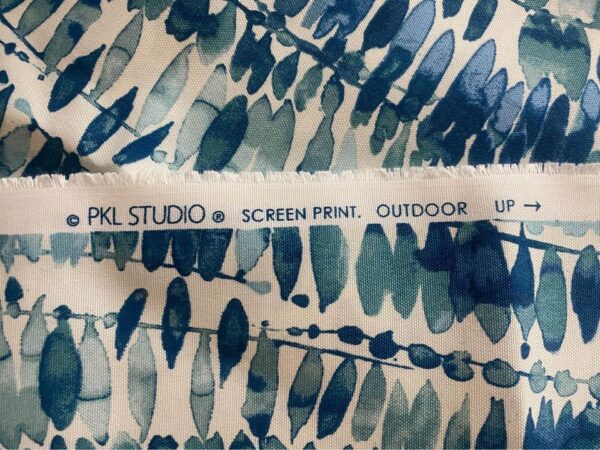 © PKL STUDIO ® SCREEN PRINT. OUTDOOR UP →